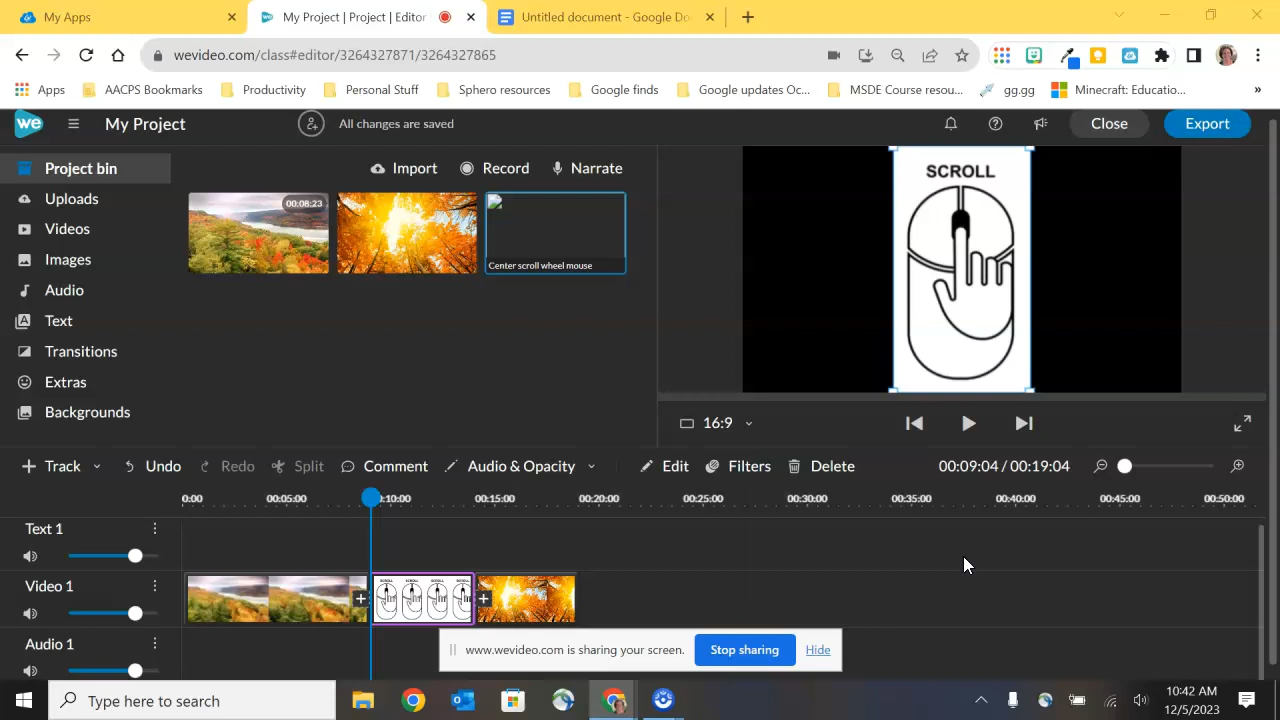 My Apps
My Project | Project | Editor
Untitled document - Google Do
wevideo.com/class#editor/3264327871/3264327865
Apps AACPS Bookmarks Productivity Personal Stuff Sphero resources Google finds Google updates Oc... MSDE Course resou... gg.gg Minecraft: Educatio... »
we My Project All changes are saved Close Export
Project bin
Import Record Narrate
Uploads
Videos
Images
Audio
Text
Transitions
Extras
Backgrounds
00:08:23
Center scroll wheel mouse
SCROLL
16:9
Track Undo Redo Split Comment Audio & Opacity Edit Filters Delete 00:09:04 / 00:19:04
0:00 00:05:00 :10:00 00:15:00 00:20:00 00:25:00 00:30:00 00:35:00 00:40:00 00:45:00 00:50:00
Text 1
Video 1
SCROLL SCROLL SCROLL
Audio 1
www.wevideo.com is sharing your screen. Stop sharing Hide
Type here to search
10:42 AM
12/5/2023